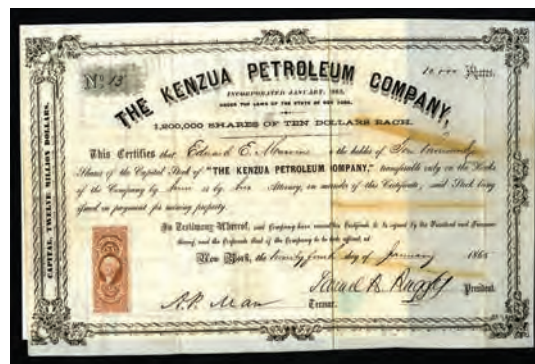 No 13
10.000 Shares
THE KENZUA PETROLEUM COMPANY,
INCORPORATED JANUARY, 1865,
UNDER THE LAWS OF THE STATE OF NEW YORK.
1,200,000 SHARES OF TEN DOLLARS EACH.
This Certifies that Edward E. is the holder of Ten Thousand
Shares of the Capital Stock of "THE KENZUA PETROLEUM COMPANY," transferable only on the Books
of the Company by him or by his Attorney, on surrender of this Certificate, said Stock being
issued in payment for mining property.
In Testimony Whereof, said Company have caused this Certificate to be signed by the President and Treasurer
thereof, and the Corporate Seal of the Company to be hereto affixed, at
New York, the twenty fourth day of January 1865
President
A.P. Man
Treasr.
CAPITAL TWELVE MILLION DOLLARS.